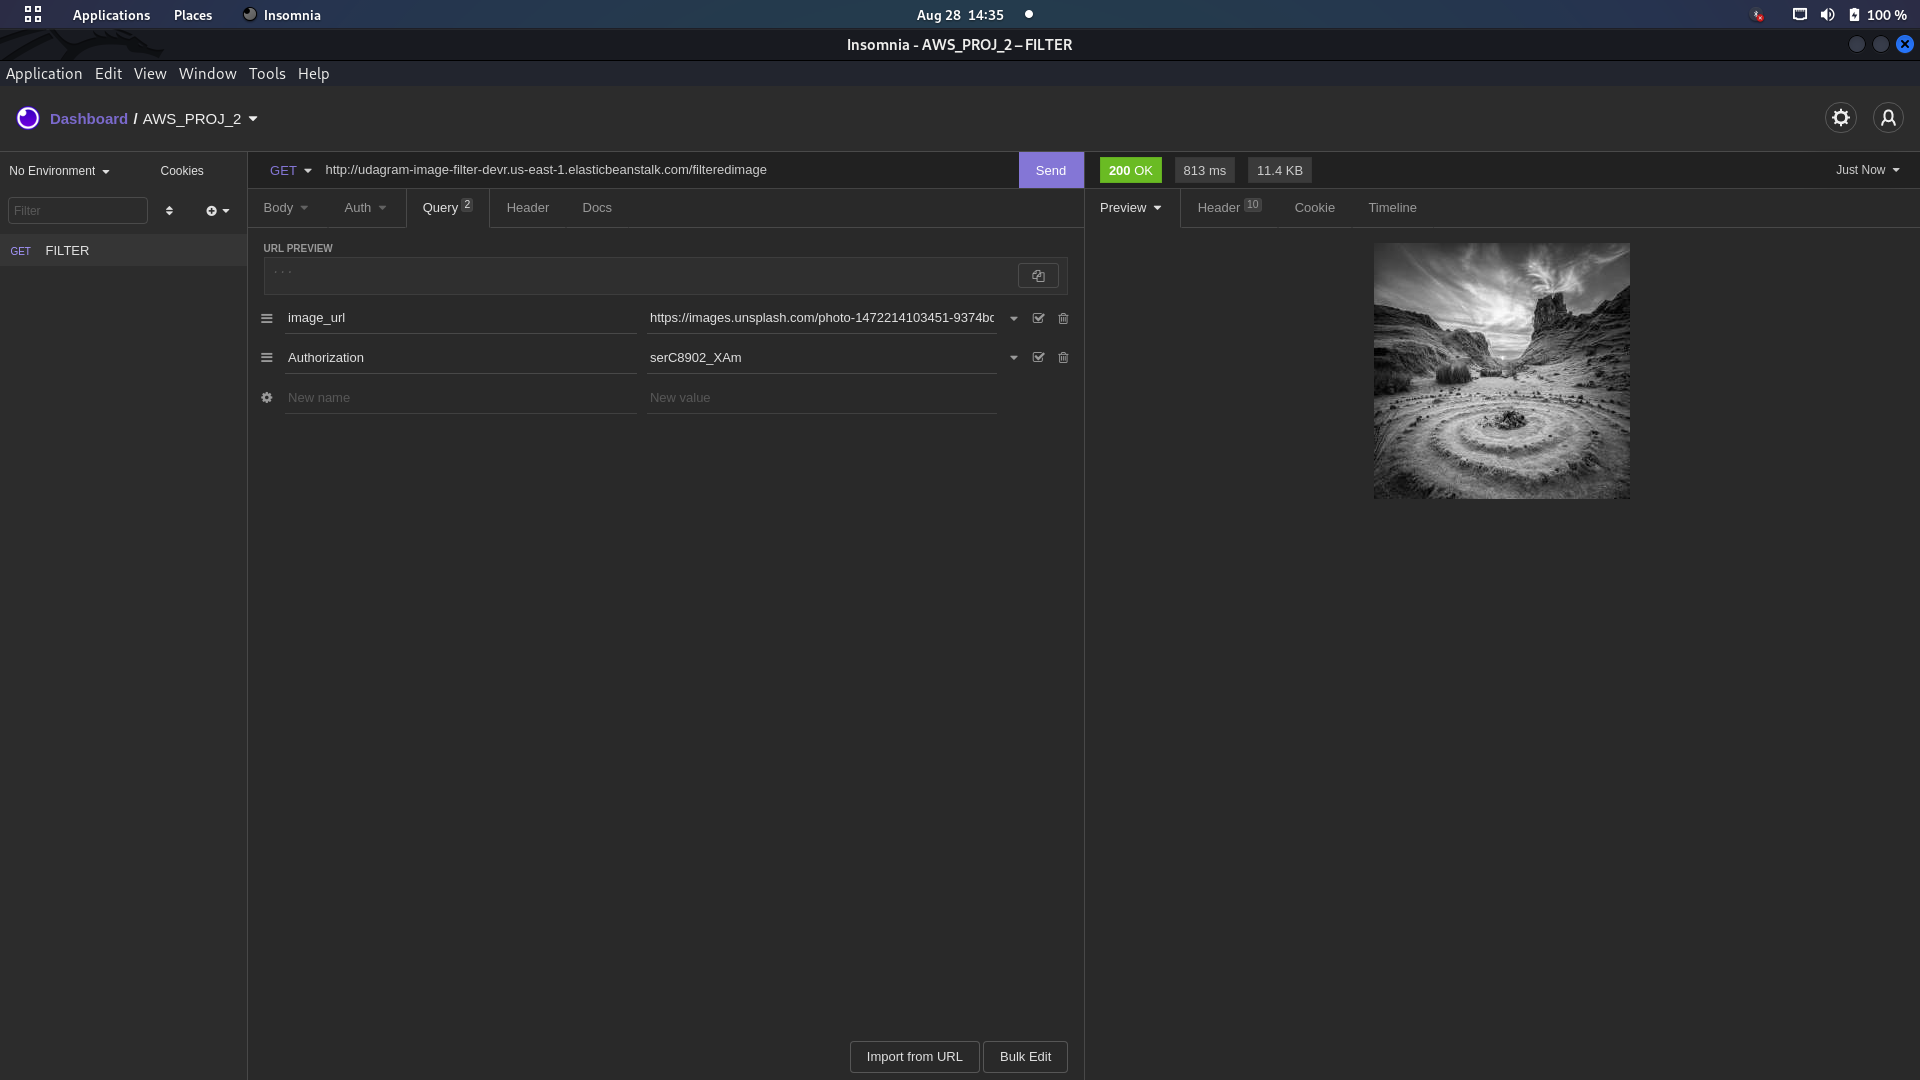 Applications Places Insomnia Aug 28 14:35 100 %
Insomnia - AWS_PROJ_2 – FILTER
Application Edit View Window Tools Help
Dashboard / AWS_PROJ_2
No Environment Cookies
GET http://udagram-image-filter-devr.us-east-1.elasticbeanstalk.com/filteredimage Send
200 OK 813 ms 11.4 KB Just Now
Filter
Body Auth Query 2 Header Docs
Preview Header 10 Cookie Timeline
GET FILTER
URL PREVIEW
...
image_url https://images.unsplash.com/photo-1472214103451-9374bc
Authorization serC8902_XAm
New name New value
Import from URL Bulk Edit